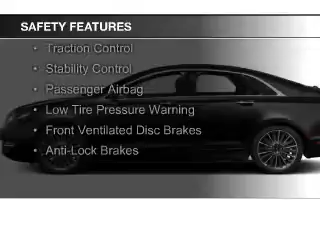 SAFETY FEATURES
• Traction Control
• Stability Control
• Passenger Airbag
• Low Tire Pressure Warning
• Front Ventilated Disc Brakes
• Anti-Lock Brakes